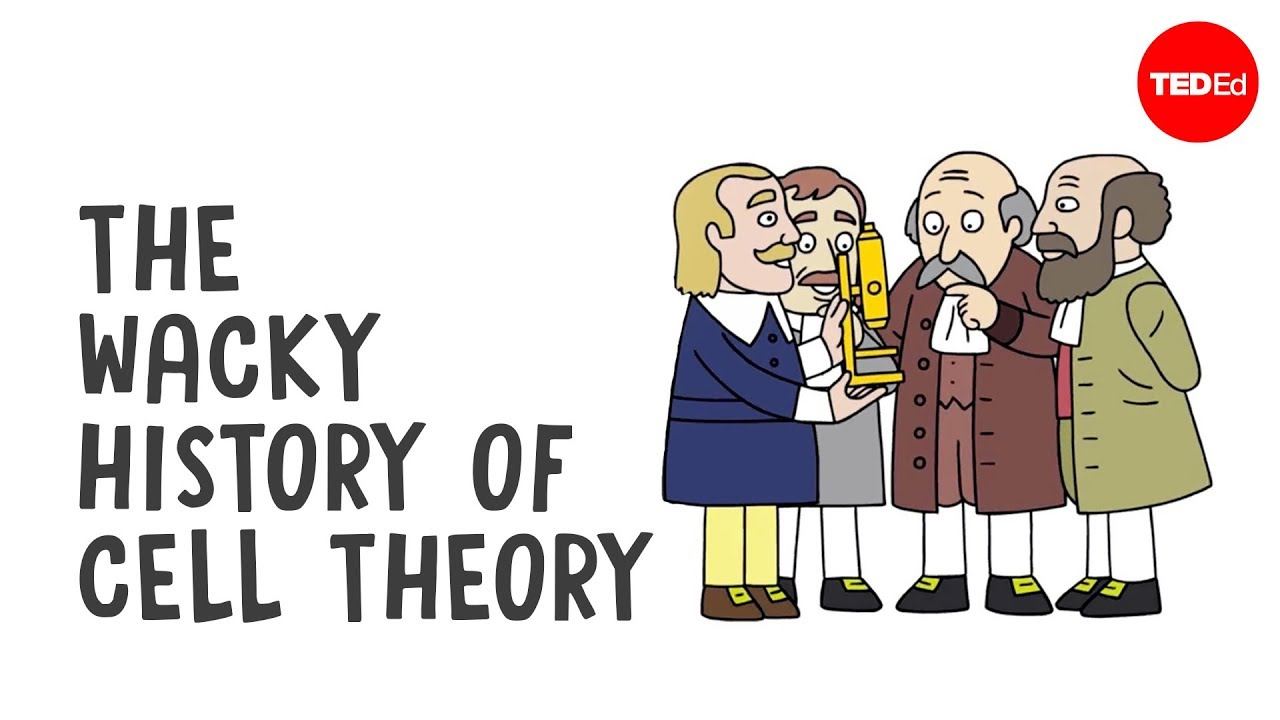 TEDEd
THE
WACKY
HISTORY OF
CELL THEORY